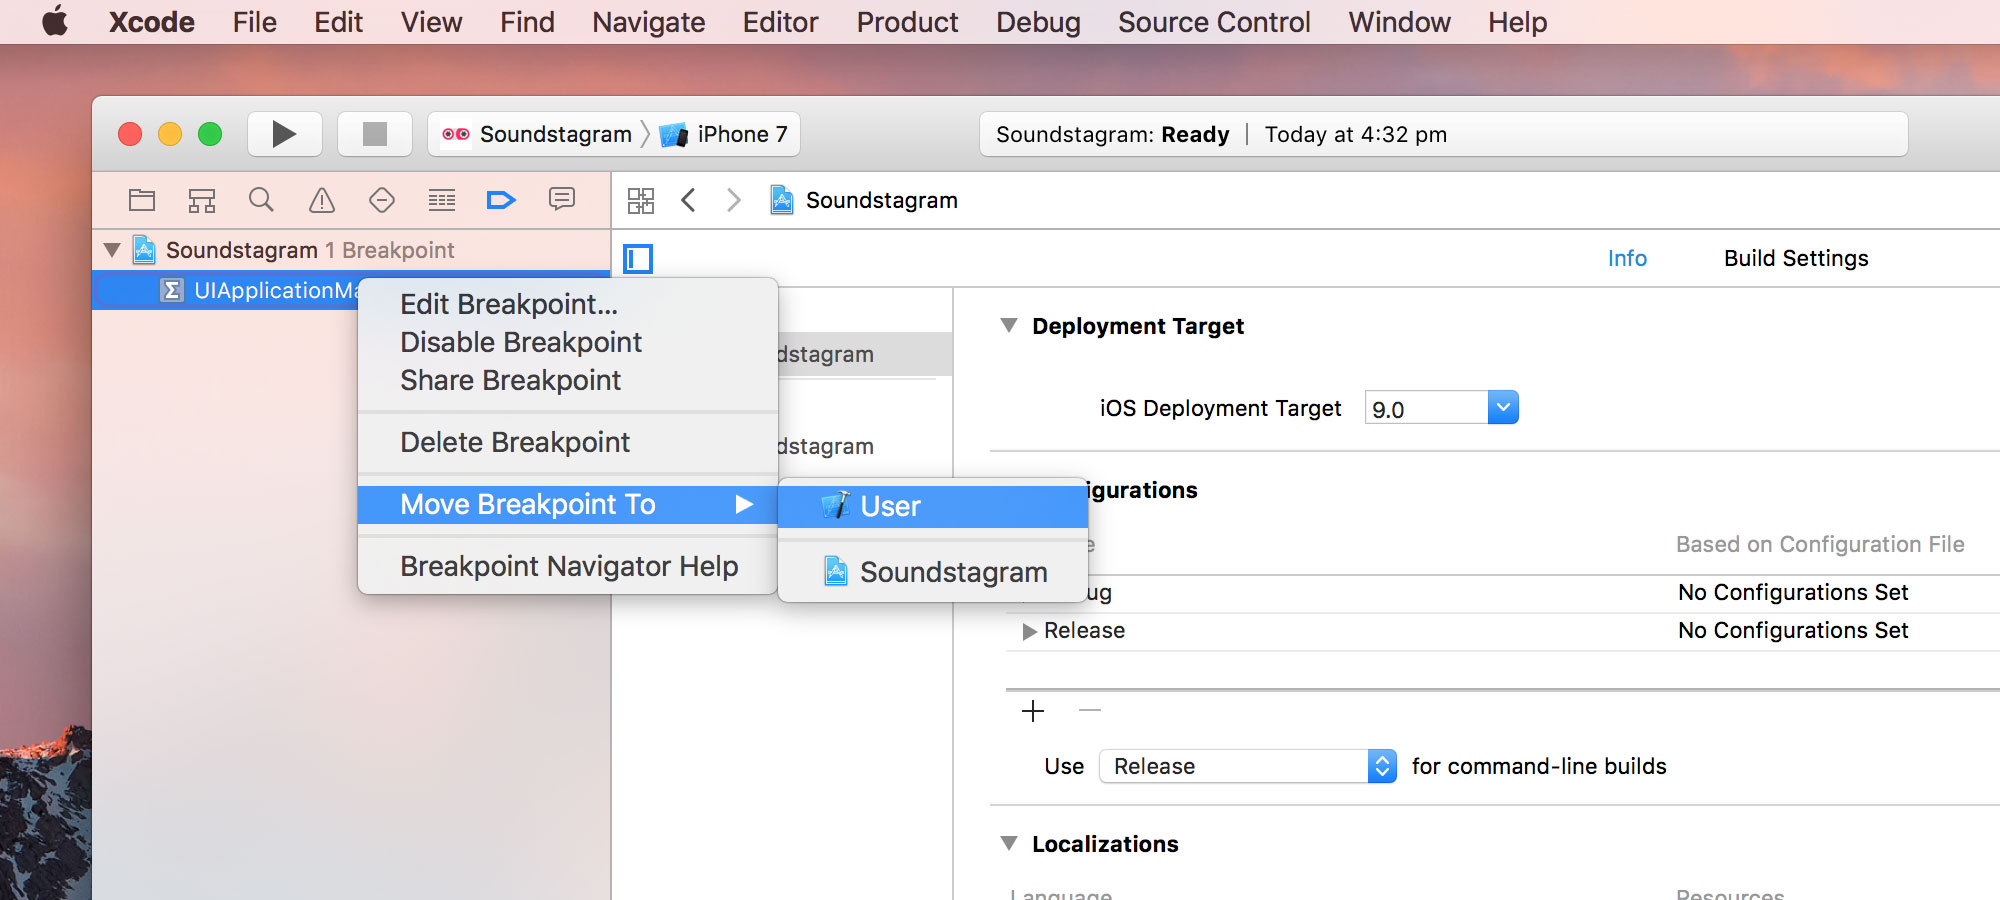 Xcode File Edit View Find Navigate Editor Product Debug Source Control Window Help
Soundstagram iPhone 7
Soundstagram: Ready | Today at 4:32 pm
Soundstagram
Soundstagram 1 Breakpoint
Info Build Settings
UIApplicationMa
Edit Breakpoint...
Disable Breakpoint
Share Breakpoint
Delete Breakpoint
Move Breakpoint To
Breakpoint Navigator Help
User
Soundstagram
dstagram
dstagram
Deployment Target
iOS Deployment Target 9.0
igurations
Based on Configuration File
ug No Configurations Set
Release No Configurations Set
Use Release for command-line builds
Localizations
Language Resources